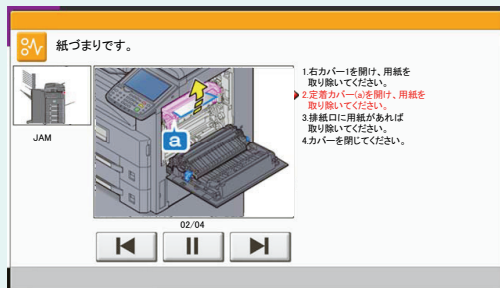 紙づまりです。
JAM
a
02/04
1.右カバー1を開け、用紙を
取り除いてください。
2.定着カバー(a)を開け、用紙を
取り除いてください。
3.排紙口に用紙があれば
取り除いてください。
4.カバーを閉じてください。